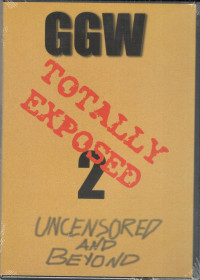 GGW
TOTALLY
EXPOSED
2
UNCENSORED
AND
BEYOND